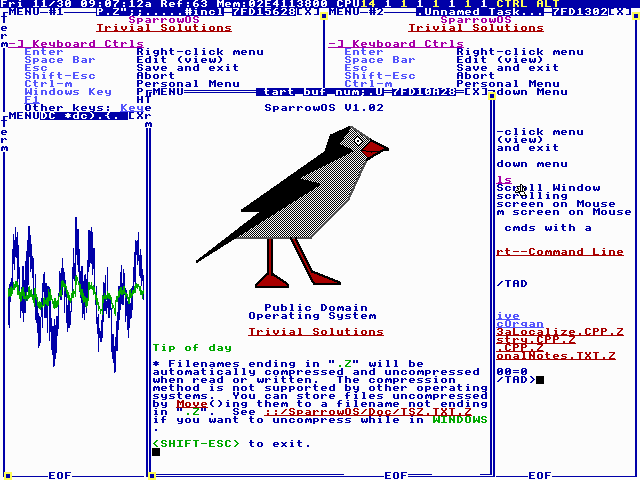 Fri 11/30 09:07:12a Ref:63 Mem:02E4113800 CPU14 1 1 1 1 1 1 1 CTRL ALT
MENU #1
7FD15628 EX]
SparrowOS
Trivial Solutions
-] Keyboard Ctrls
Enter Right-click menu
Space Bar Edit (view)
Esc Save and exit
Shift-Esc Abort
Ctrl-m Personal Menu
Windows Key
F1
Other keys: Key
MENU #2 .Unnamed Task... 7FD1302 EX]
SparrowOS
Trivial Solutions
-] Keyboard Ctrls
Enter Right-click menu
Space Bar Edit (view)
Esc Save and exit
Shift-Esc Abort
Ctrl-m Personal Menu
down Menu
MENU
EOF
MENU
7FD18A28 EX]
SparrowOS V1.02
Public Domain
Operating System
Trivial Solutions
Tip of day
* Filenames ending in ".Z" will be
automatically compressed and uncompressed
when read or written. The compression
method is not supported by other operating
systems. You can store files uncompressed
by Move()ing them to a filename not ending
in ".Z". See ::/SparrowOS/Doc/TSZ.TXT.Z
if you want to uncompress while in WINDOWS
.
<SHIFT-ESC> to exit.
EOF
-click menu
(view)
and exit
down menu
ls
Scroll Window
scrolling
screen on Mouse
m screen on Mouse
cmds with a
rt--Command Line
/TAD
ive
cOrgan
3aLocalize.CPP.Z
stry.CPP.Z
.CPP.Z
onalNotes.TXT.Z
00=0
/TAD>
EOF